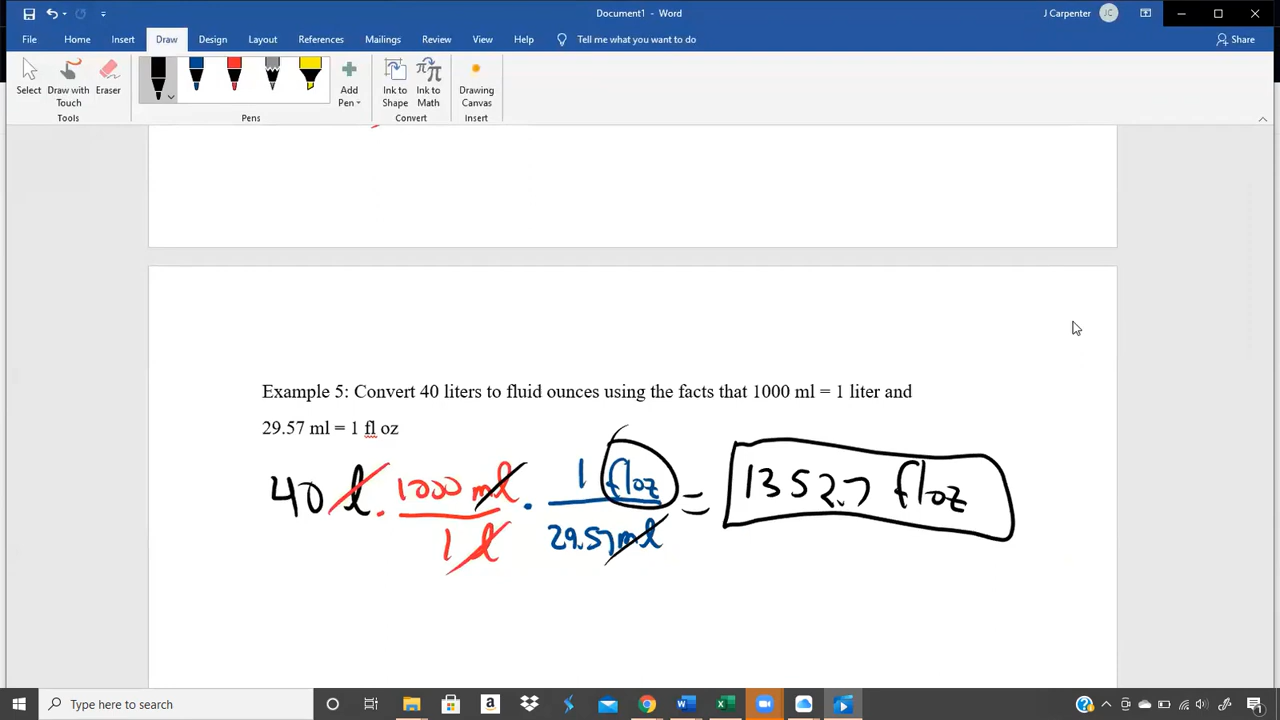 Document1 - Word
J Carpenter
JC
File Home Insert Draw Design Layout References Mailings Review View Help Tell me what you want to do
Share
Select
Draw with Touch
Eraser
Add Pen
Ink to Shape
Ink to Math
Drawing Canvas
Tools
Pens
Convert
Insert
Example 5: Convert 40 liters to fluid ounces using the facts that 1000 ml = 1 liter and
29.57 ml = 1 fl oz
40 l · 1000 ml / 1 l · 1 floz / 29.57 ml = 1352.7 floz
Type here to search